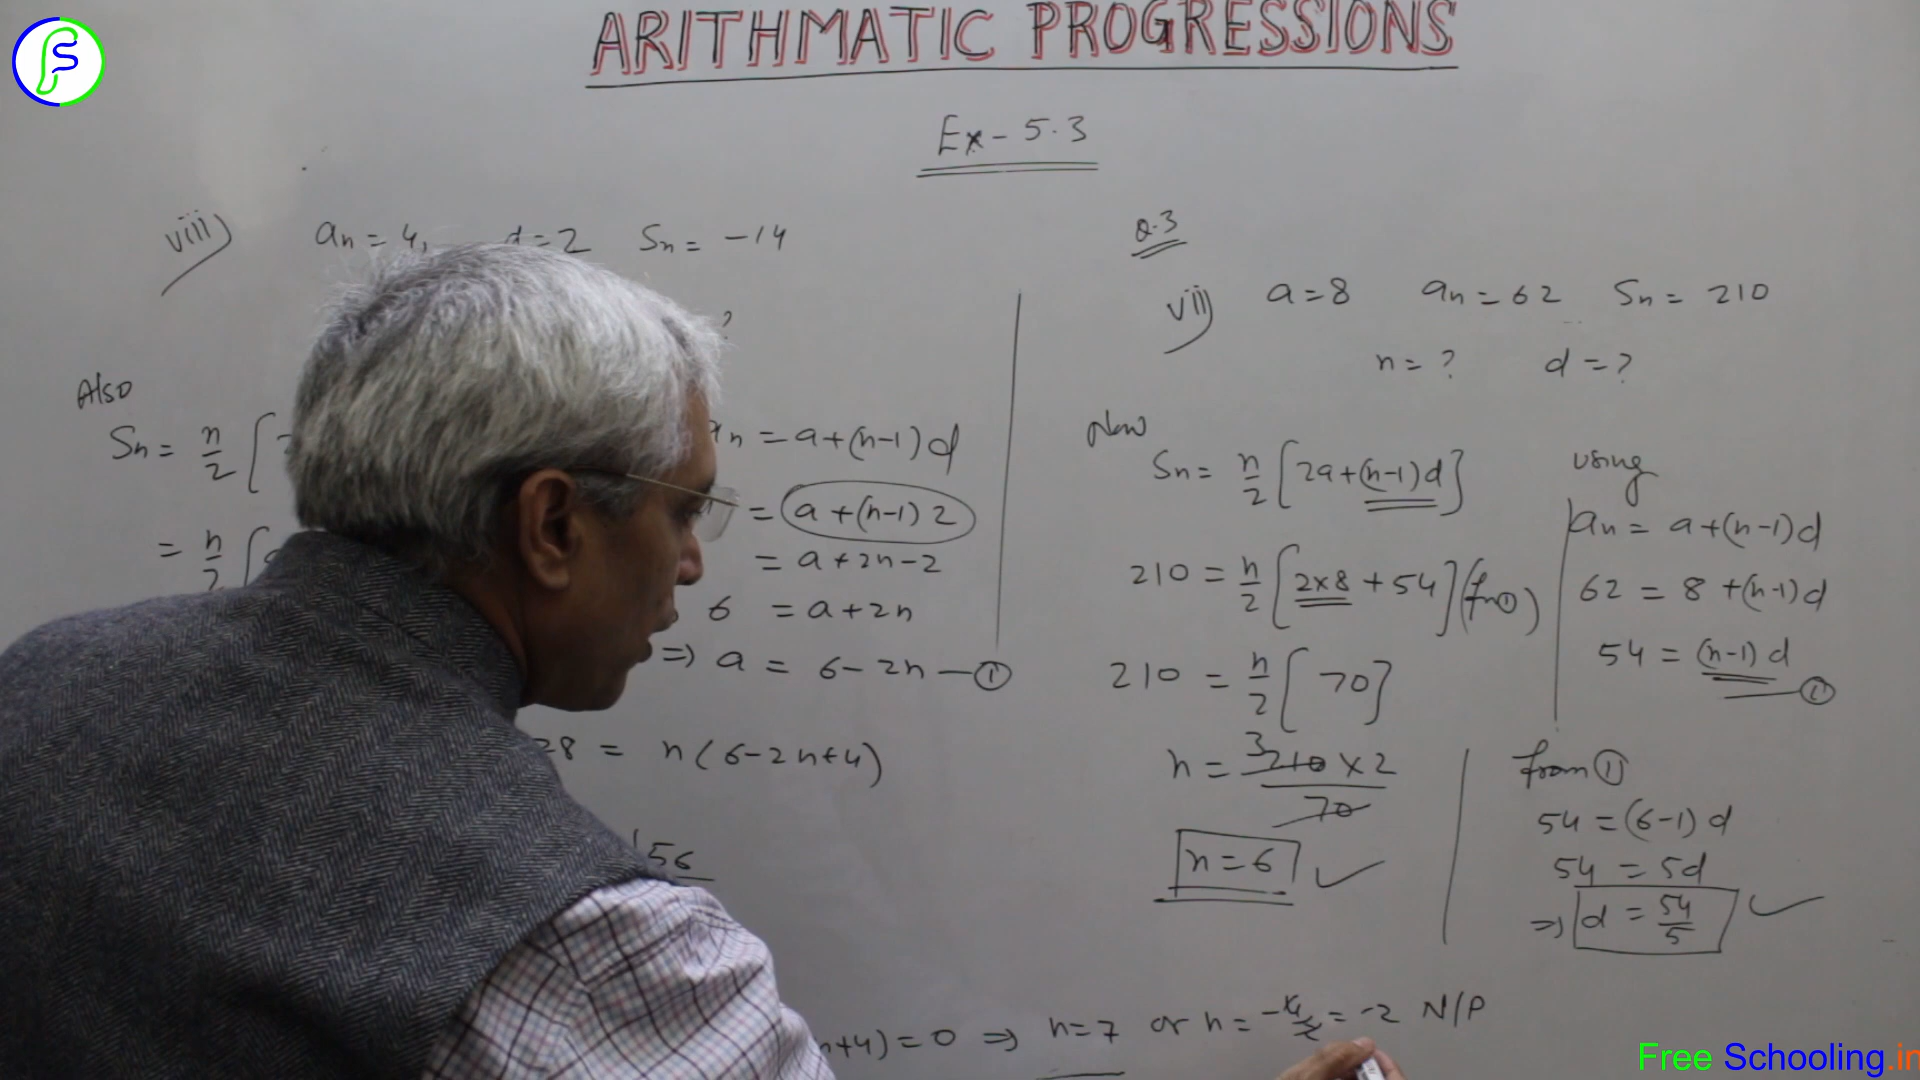 ARITHMATIC PROGRESSIONS
Ex - 5.3
viii) an = 4, d = 2 Sn = -14
?
Also
Sn = n/2 [
= n/2 [
n = a+(n-1)d
= a+(n-1)2
= a+2n-2
6 = a+2n
=> a = 6-2n — ①
28 = n(6-2n+4)
56
n+4) = 0 => n=7 or n = -4/2 = -2 N/P
Q.3
vii) a=8 an = 62 Sn = 210
n = ? d = ?
Now
Sn = n/2 [2a+(n-1)d]
210 = n/2 [2×8 + 54] (fr ①)
210 = n/2 [70]
n = 3 210 × 2 / 70
n = 6
using
an = a+(n-1)d
62 = 8 +(n-1)d
54 = (n-1)d — ①
from ①
54 = (6-1)d
54 = 5d
=> d = 54/5
Free Schooling.in